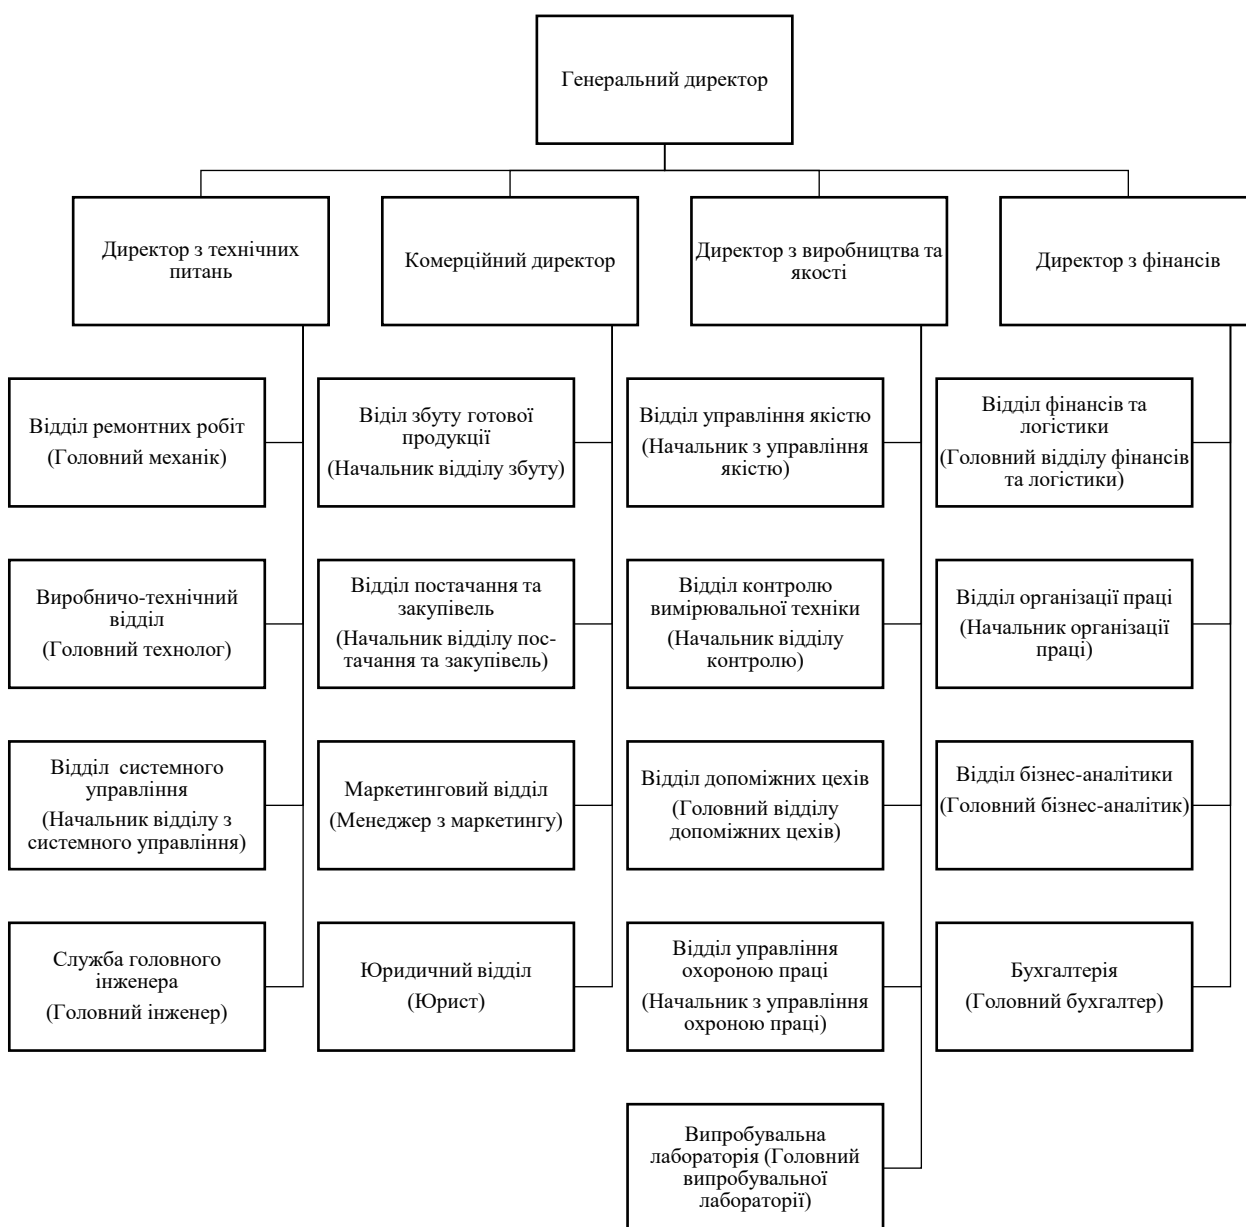 Генеральний директор
Директор з технічних
питань
Комерційний директор
Директор з виробництва та
якості
Директор з фінансів
Відділ ремонтних робіт
(Головний механік)
Віділ збуту готової
продукції
(Начальник відділу збуту)
Відділ управління якістю
(Начальник з управління
якістю)
Відділ фінансів та
логістики
(Головний відділу фінансів
та логістики)
Виробничо-технічний
відділ
(Головний технолог)
Відділ постачання та
закупівель
(Начальник відділу пос-
тачання та закупівель)
Відділ контролю
вимірювальної техніки
(Начальник відділу
контролю)
Відділ організації праці
(Начальник організації
праці)
Відділ  системного
управління
(Начальник відділу з
системного управління)
Маркетинговий відділ
(Менеджер з маркетингу)
Відділ допоміжних цехів
(Головний відділу
допоміжних цехів)
Відділ бізнес-аналітики
(Головний бізнес-аналітик)
Служба головного
інженера
(Головний інженер)
Юридичний відділ
(Юрист)
Відділ управління
охороною праці
(Начальник з управління
охроною праці)
Бухгалтерія
(Головний бухгалтер)
Випробувальна
лабораторія (Головний
випробувальної
лабораторії)